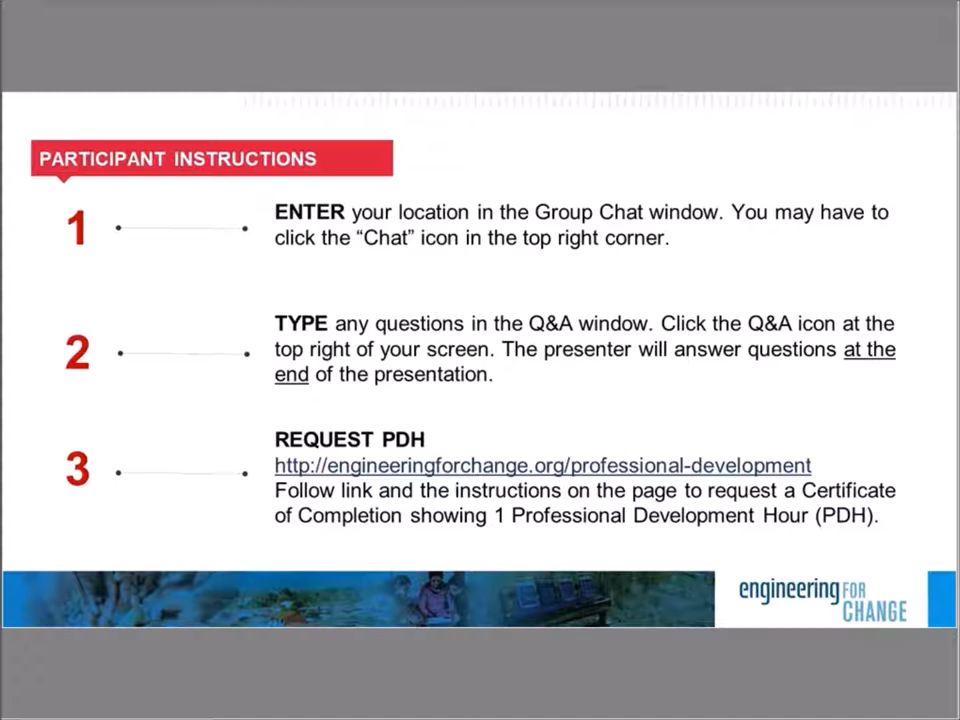 PARTICIPANT INSTRUCTIONS
1
ENTER your location in the Group Chat window. You may have to
click the “Chat” icon in the top right corner.
2
TYPE any questions in the Q&A window. Click the Q&A icon at the
top right of your screen. The presenter will answer questions at the
end of the presentation.
3
REQUEST PDH
http://engineeringforchange.org/professional-development
Follow link and the instructions on the page to request a Certificate
of Completion showing 1 Professional Development Hour (PDH).
engineering FOR
CHANGE